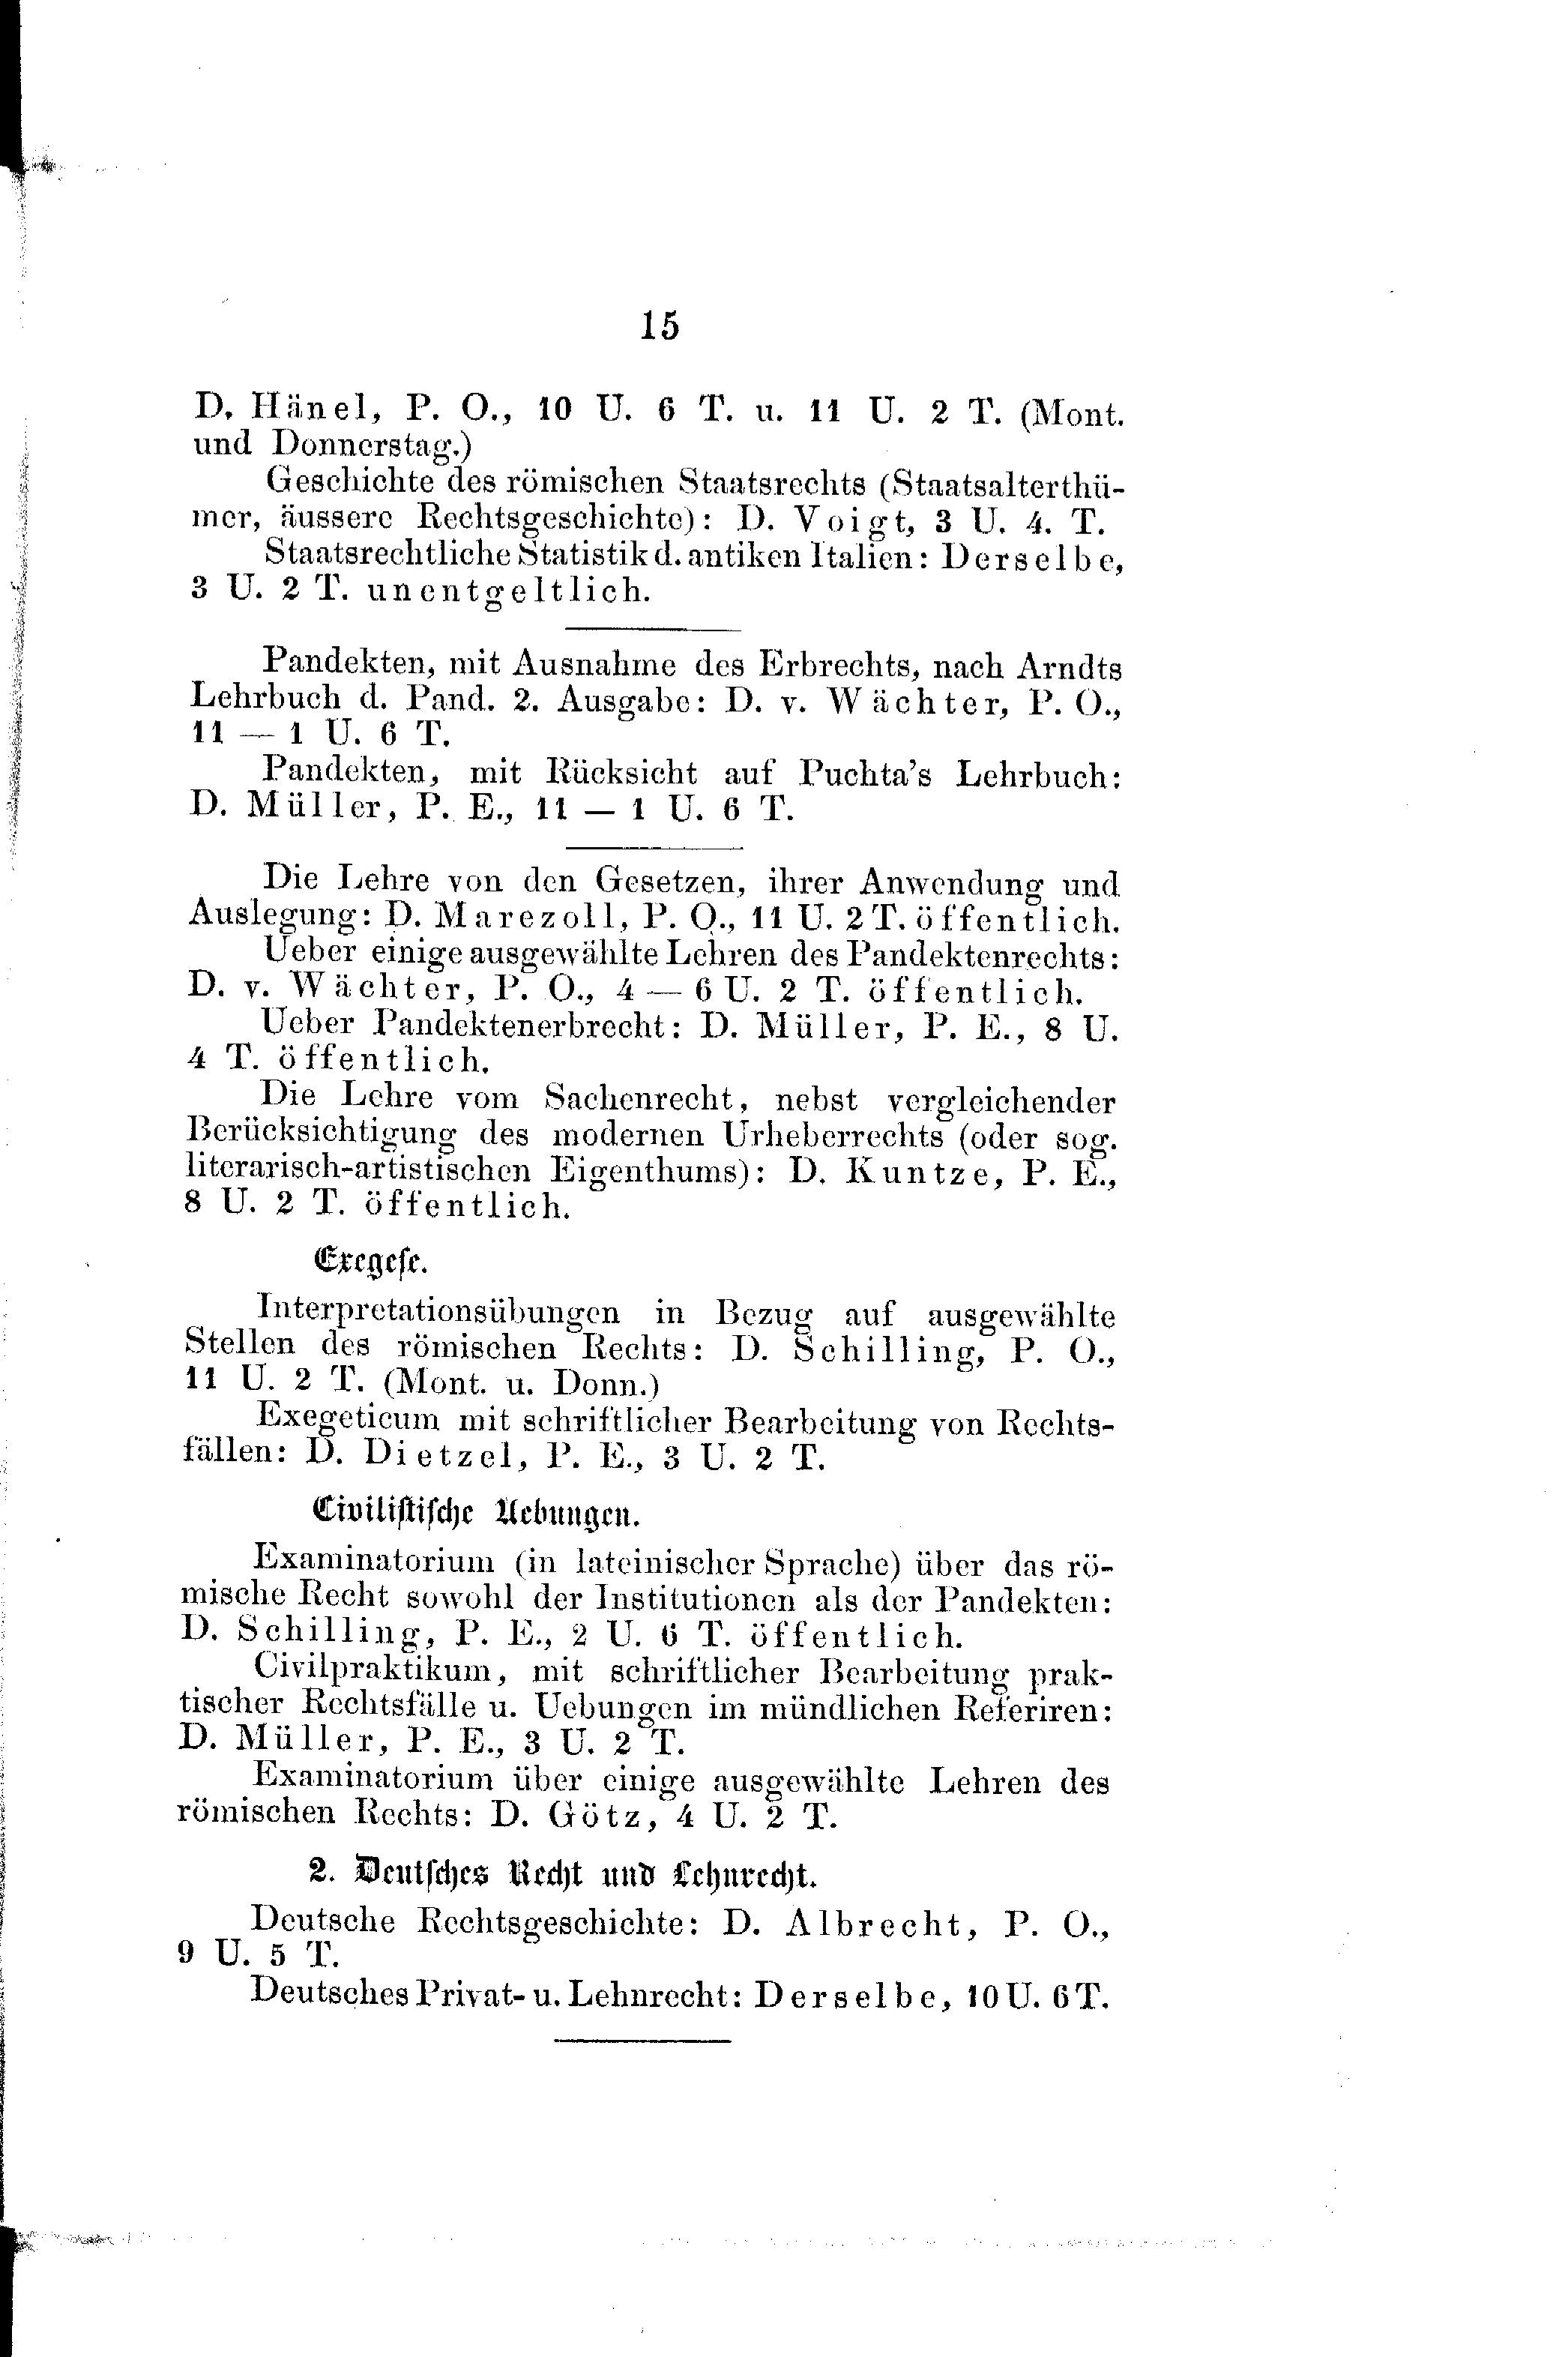 15
D. Hänel, P. O., 10 U. 6 T. u. 11 U. 2 T. (Mont.
und Donnerstag.)
Geschichte des römischen Staatsrechts (Staatsalterthü-
mer, äussere Rechtsgeschichte): D. Voigt, 3 U. 4. T.
Staatsrechtliche Statistik d. antiken Italien: Derselbe,
3 U. 2 T. unentgeltlich.
Pandekten, mit Ausnahme des Erbrechts, nach Arndts
Lehrbuch d. Pand. 2. Ausgabe: D. v. Wächter, P. O.,
11 — 1 U. 6 T.
Pandekten, mit Rücksicht auf Puchta's Lehrbuch:
D. Müller, P. E., 11 — 1 U. 6 T.
Die Lehre von den Gesetzen, ihrer Anwendung und
Auslegung: D. Marezoll, P. O., 11 U. 2 T. öffentlich.
Ueber einige ausgewählte Lehren des Pandektenrechts:
D. v. Wächter, P. O., 4 — 6 U. 2 T. öffentlich.
Ueber Pandektenerbrecht: D. Müller, P. E., 8 U.
4 T. öffentlich.
Die Lehre vom Sachenrecht, nebst vergleichender
Berücksichtigung des modernen Urheberrechts (oder sog.
literarisch-artistischen Eigenthums): D. Kuntze, P. E.,
8 U. 2 T. öffentlich.
Exegese.
Interpretationsübungen in Bezug auf ausgewählte
Stellen des römischen Rechts: D. Schilling, P. O.,
11 U. 2 T. (Mont. u. Donn.)
Exegeticum mit schriftlicher Bearbeitung von Rechts-
fällen: D. Dietzel, P. E., 3 U. 2 T.
Civilistische Uebungen.
Examinatorium (in lateinischer Sprache) über das rö-
mische Recht sowohl der Institutionen als der Pandekten:
D. Schilling, P. E., 2 U. 6 T. öffentlich.
Civilpraktikum, mit schriftlicher Bearbeitung prak-
tischer Rechtsfälle u. Uebungen im mündlichen Referiren:
D. Müller, P. E., 3 U. 2 T.
Examinatorium über einige ausgewählte Lehren des
römischen Rechts: D. Götz, 4 U. 2 T.
2. Deutsches Recht und Lehnrecht.
Deutsche Rechtsgeschichte: D. Albrecht, P. O.,
9 U. 5 T.
Deutsches Privat- u. Lehnrecht: Derselbe, 10 U. 6 T.